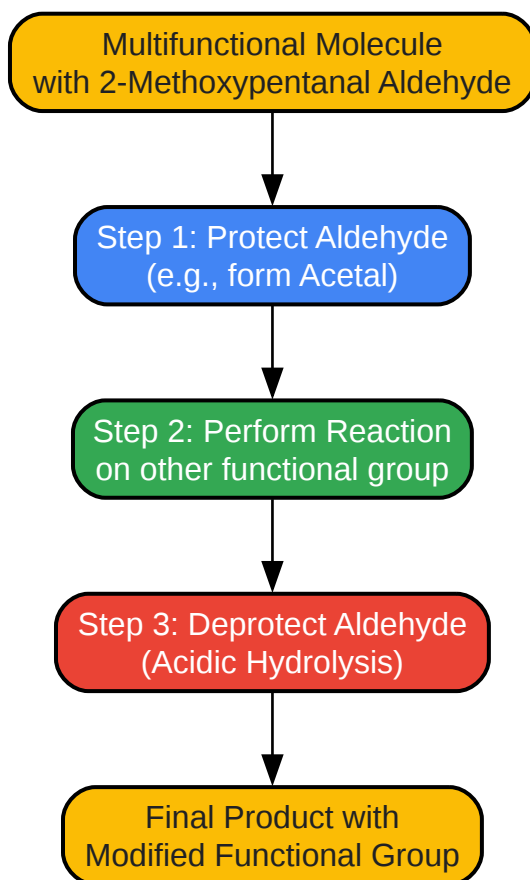 Multifunctional Molecule
with 2-Methoxypentanal Aldehyde
Step 1: Protect Aldehyde
(e.g., form Acetal)
Step 2: Perform Reaction
on other functional group
Step 3: Deprotect Aldehyde
(Acidic Hydrolysis)
Final Product with
Modified Functional Group